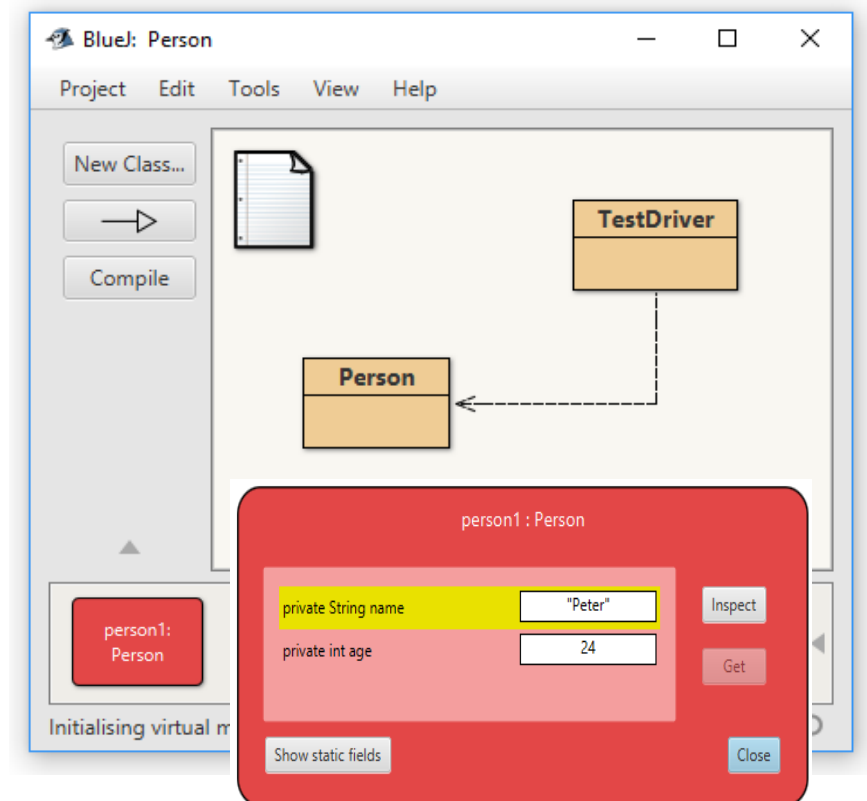 BlueJ: Person
Project Edit Tools View Help
New Class...
Compile
TestDriver
Person
person1 : Person
private String name "Peter"
private int age 24
Inspect
Get
Show static fields
Close
person1:
Person
Initialising virtual